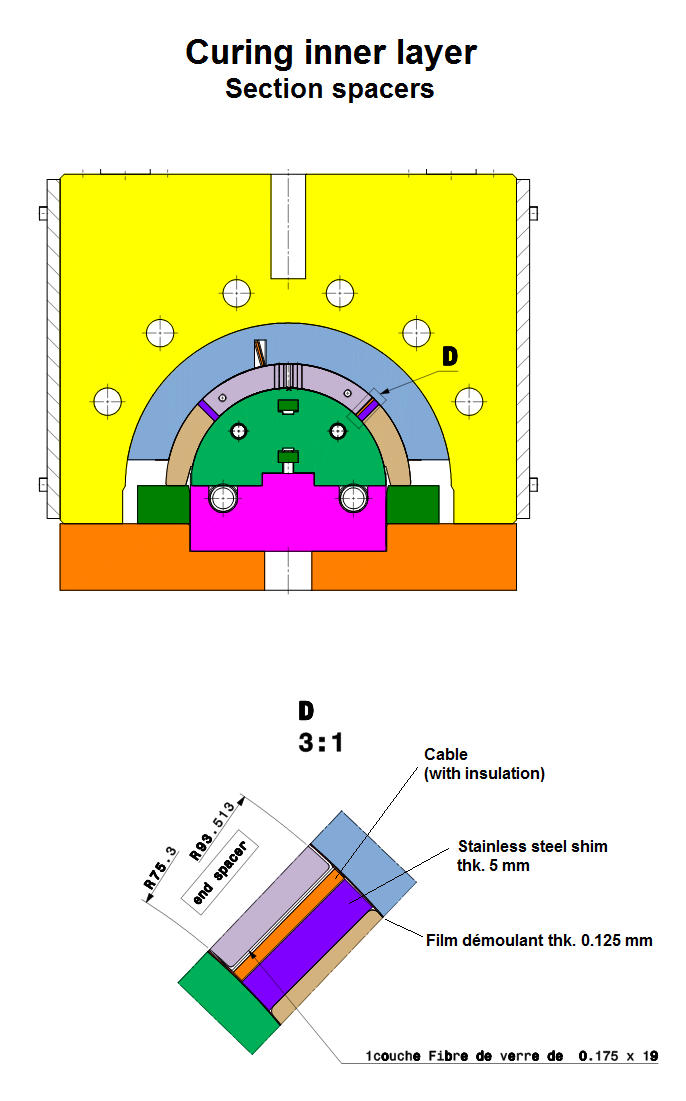 Curing inner layer
Section spacers
D
D
3:1
Cable
(with insulation)
R93.513
R75.3
end spacer
Stainless steel shim
thk. 5 mm
Film démoulant thk. 0.125 mm
1couche Fibre de verre de 0.175 x 19